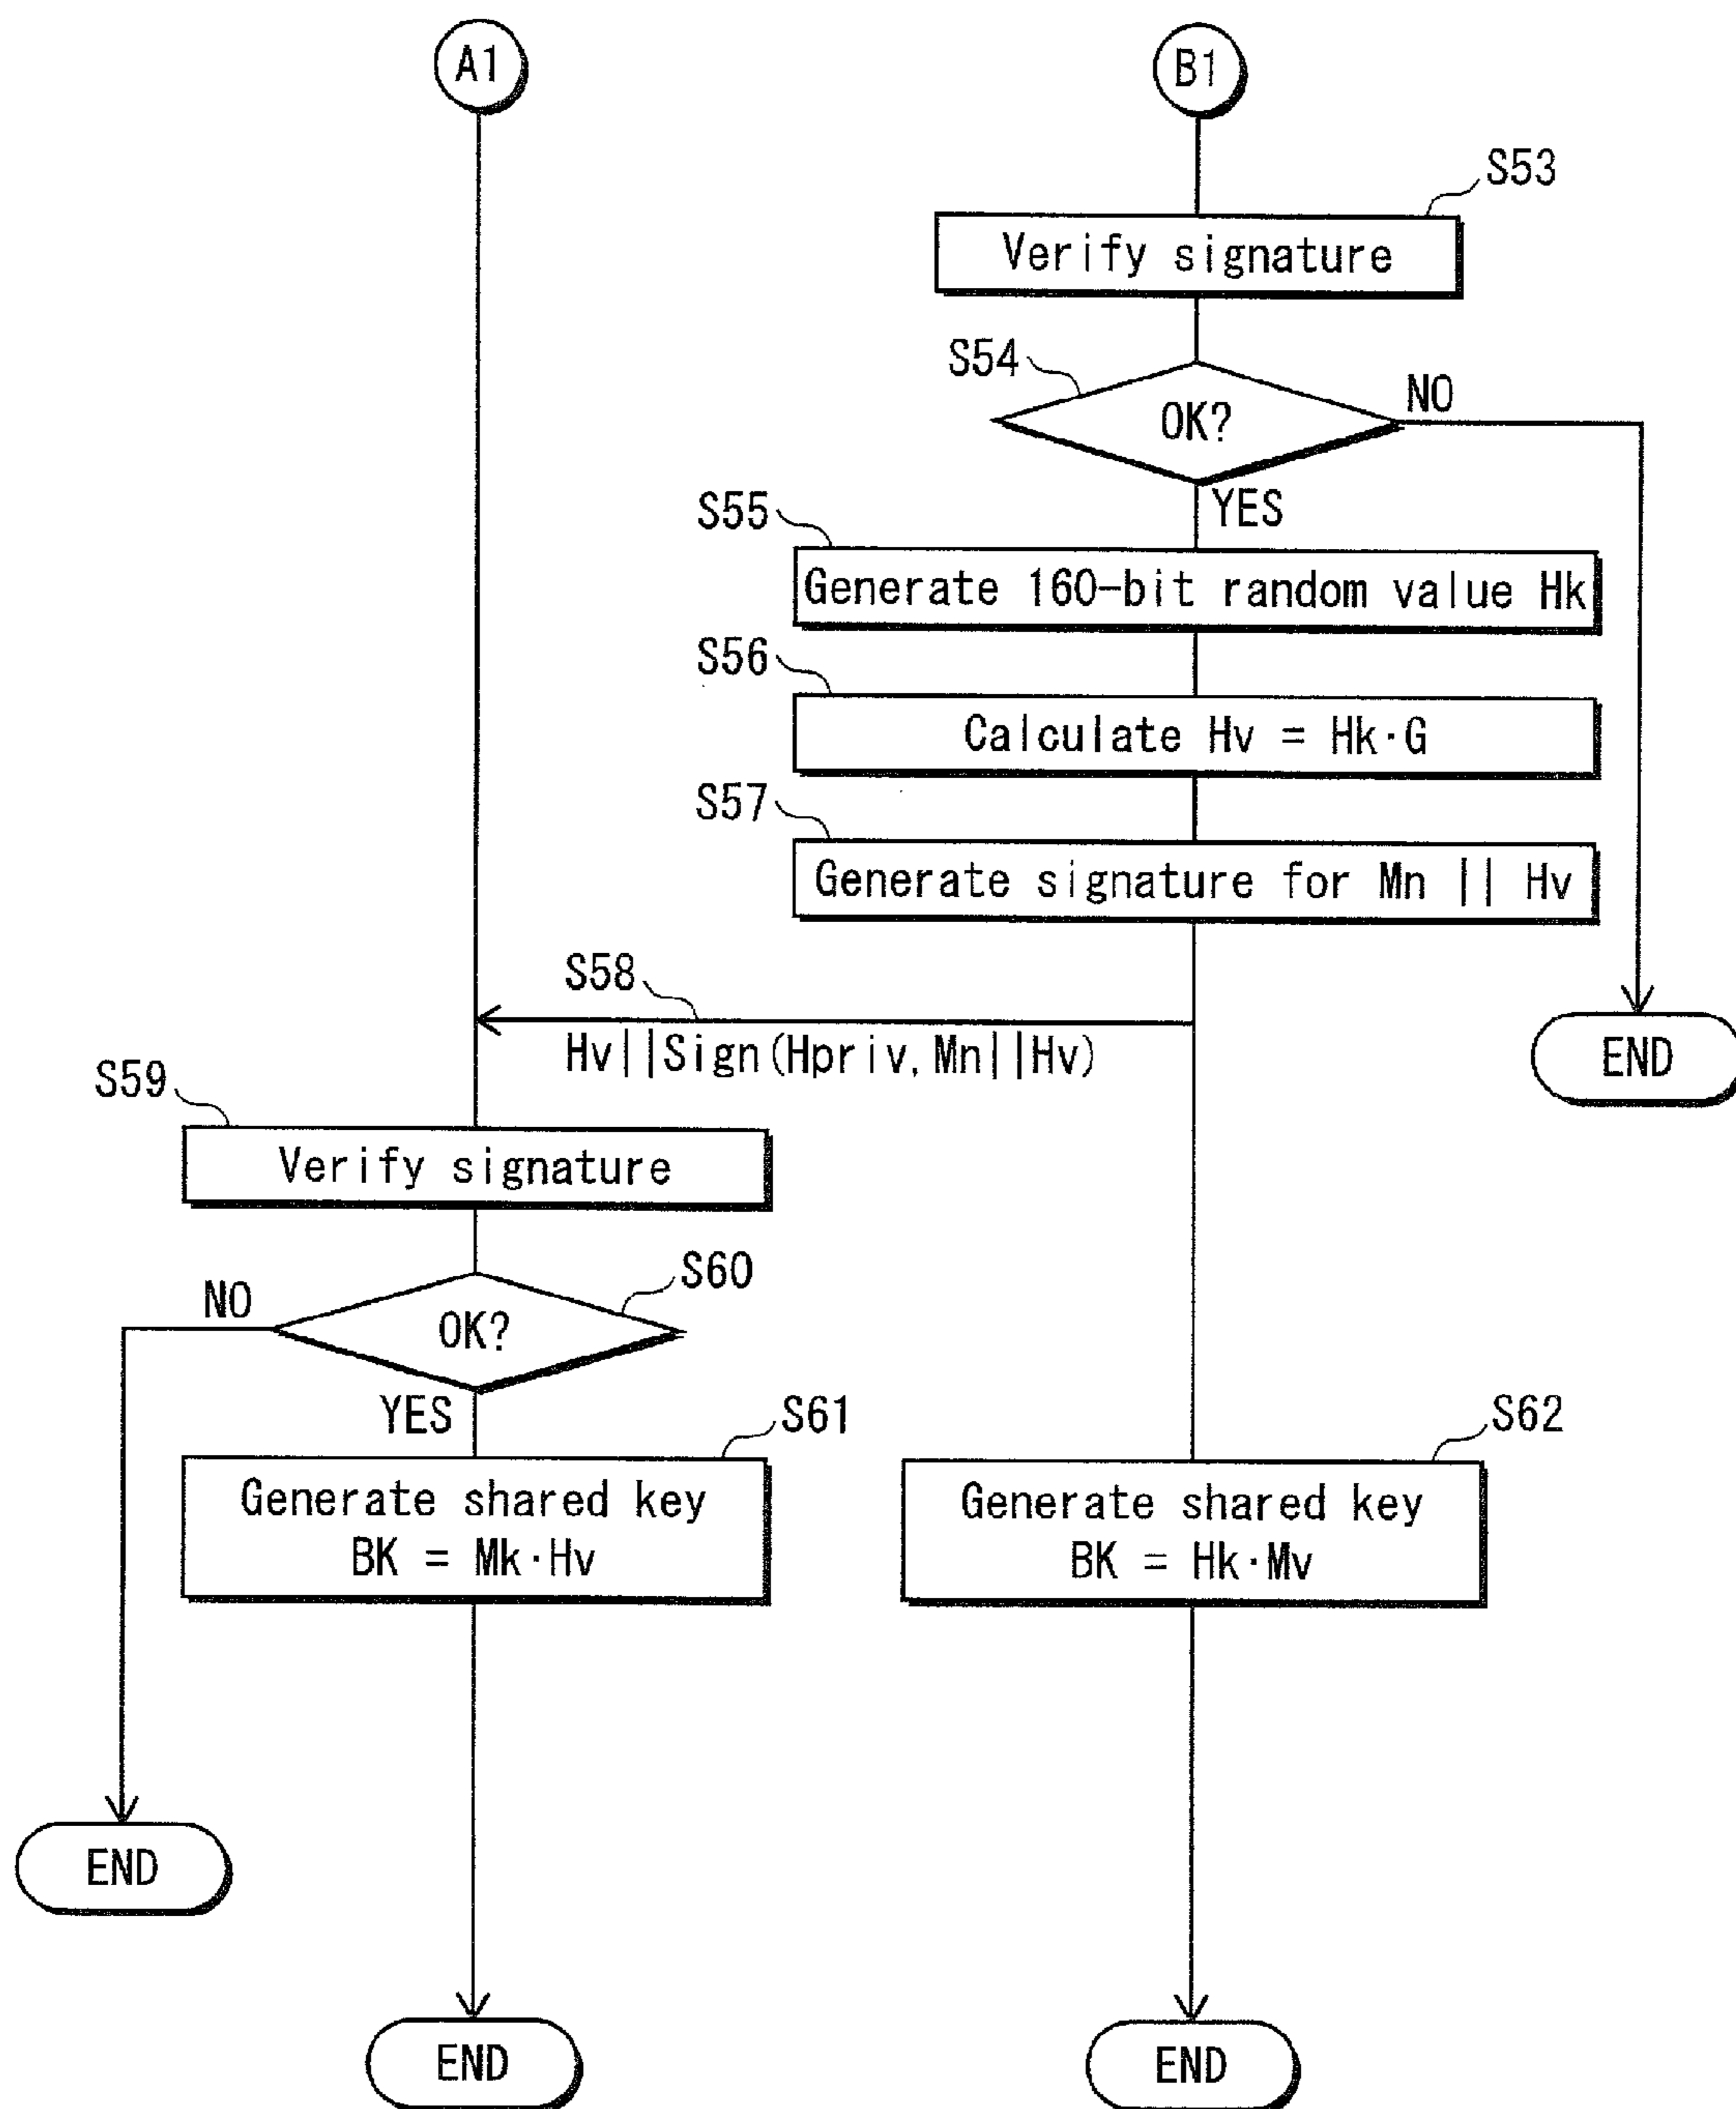 A1
B1
S53
Verify signature
S54
OK?
NO
YES
S55
Generate 160-bit random value Hk
S56
Calculate Hv = Hk·G
S57
Generate signature for Mn || Hv
S58
Hv||Sign(Hpriv,Mn||Hv)
END
S59
Verify signature
S60
NO
OK?
YES
S61
Generate shared key
BK = Mk·Hv
S62
Generate shared key
BK = Hk·Mv
END
END
END